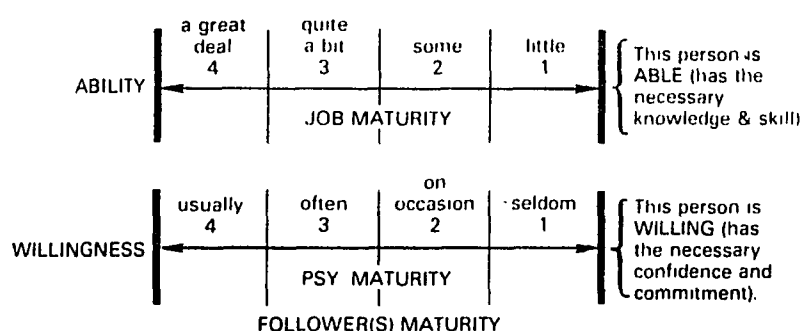 a great deal 4
quite a bit 3
some 2
little 1
ABILITY
JOB MATURITY
This person is
ABLE (has the
necessary
knowledge & skill)
usually 4
often 3
on occasion 2
seldom 1
WILLINGNESS
PSY MATURITY
This person is
WILLING (has
the necessary
confidence and
commitment).
FOLLOWER(S) MATURITY